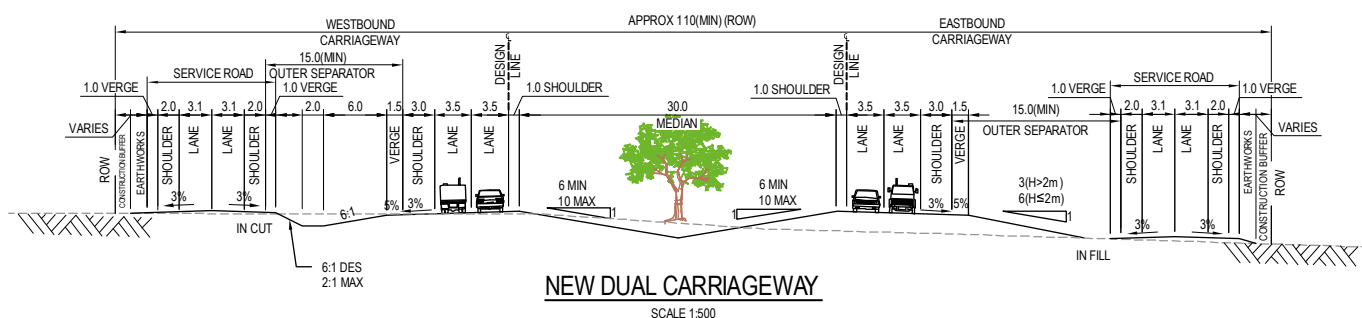 WESTBOUND
CARRIAGEWAY
APPROX 110(MIN) (ROW)
EASTBOUND
CARRIAGEWAY
15.0(MIN)
OUTER SEPARATOR
SERVICE ROAD
1.0 VERGE
1.0 VERGE
DESIGN
LINE
1.0 SHOULDER
1.0 SHOULDER
DESIGN
LINE
SERVICE ROAD
1.0 VERGE
1.0 VERGE
2.0
3.1
3.1
2.0
2.0
6.0
1.5
3.0
3.5
3.5
30.0
MEDIAN
3.5
3.5
3.0
1.5
15.0(MIN)
OUTER SEPARATOR
2.0
3.1
3.1
2.0
VARIES
VARIES
ROW
CONSTRUCTION BUFFER
EARTHWORKS
SHOULDER
LANE
LANE
SHOULDER
VERGE
SHOULDER
LANE
LANE
LANE
LANE
SHOULDER
VERGE
SHOULDER
LANE
LANE
SHOULDER
EARTHWORKS
CONSTRUCTION BUFFER
ROW
3%
3%
6:1
5%
3%
6 MIN
10 MAX
1
6 MIN
10 MAX
1
3%
5%
3(H>2m)
6(H≤2m)
1
3%
3%
IN CUT
IN FILL
6:1 DES
2:1 MAX
NEW DUAL CARRIAGEWAY
SCALE 1:500